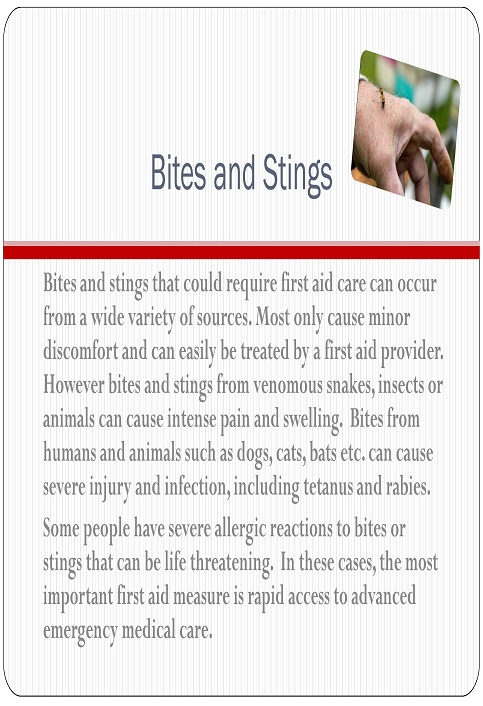 Bites and Stings
Bites and stings that could require first aid care can occur
from a wide variety of sources. Most only cause minor
discomfort and can easily be treated by a first aid provider.
However bites and stings from venomous snakes, insects or
animals can cause intense pain and swelling.  Bites from
humans and animals such as dogs, cats, bats etc. can cause
severe injury and infection, including tetanus and rabies.
Some people have severe allergic reactions to bites or
stings that can be life threatening.  In these cases, the most
important first aid measure is rapid access to advanced
emergency medical care.